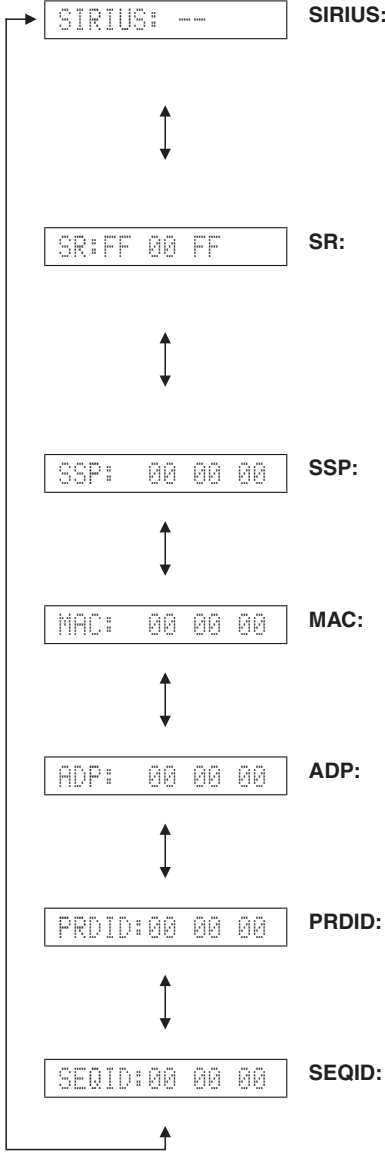 SIRIUS: -- SIRIUS:
SR:FF 00 FF SR:
SSP: 00 00 00 SSP:
MAC: 00 00 00 MAC:
ADP: 00 00 00 ADP:
PRDID:00 00 00 PRDID:
SEQID:00 00 00 SEQID: